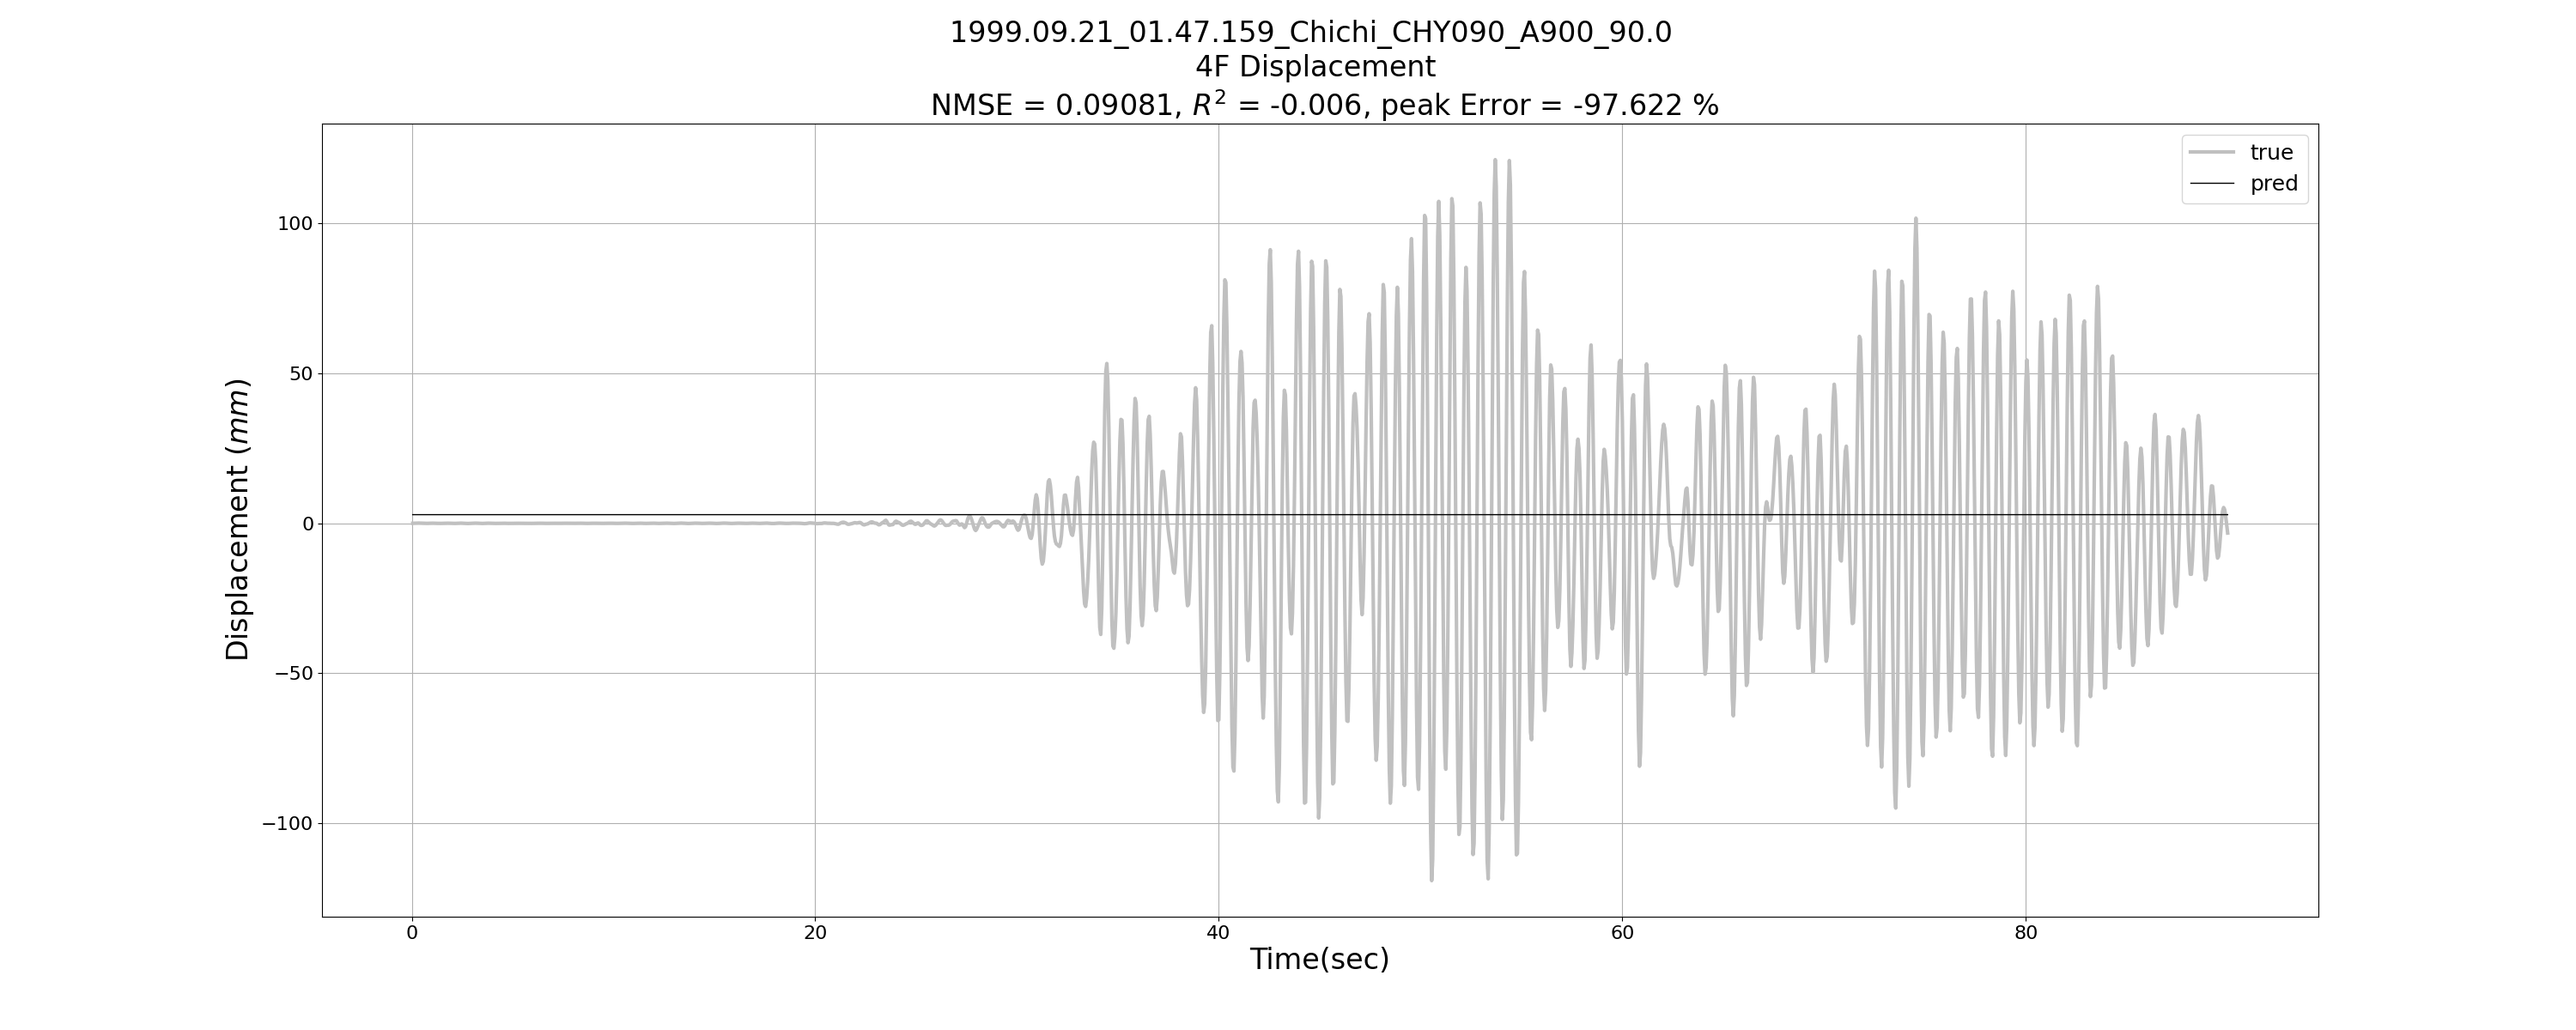 1999.09.21_01.47.159_Chichi_CHY090_A900_90.0
4F Displacement
NMSE = 0.09081, R² = -0.006, peak Error = -97.622 %
true
pred
100
50
0
−50
−100
Displacement (mm)
0 20 40 60 80
Time(sec)